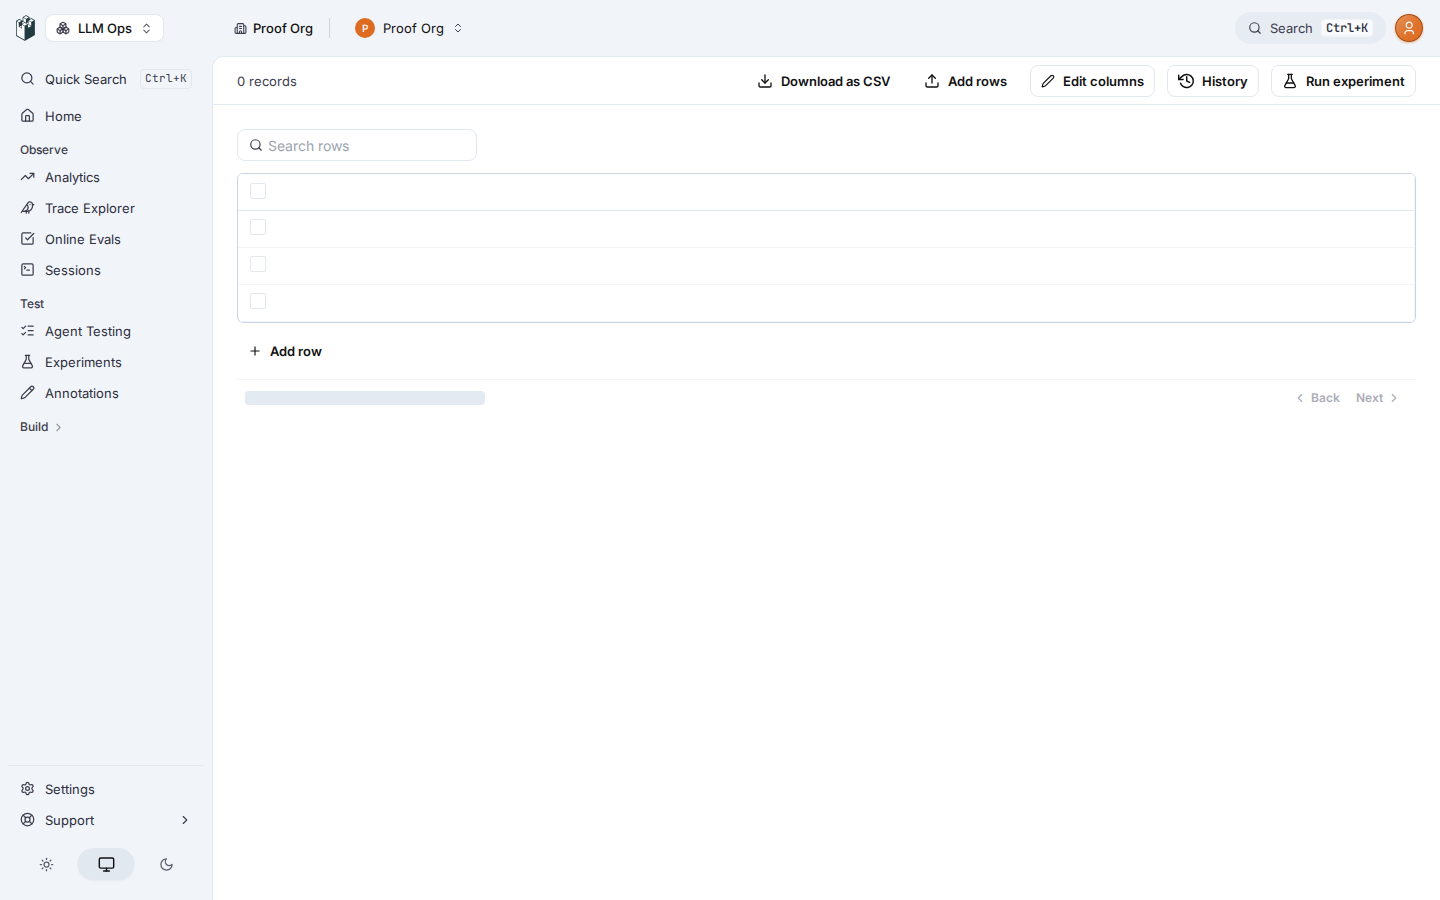 LLM Ops
Proof Org
P Proof Org
Search Ctrl+K
Quick Search Ctrl+K
Home
Observe
Analytics
Trace Explorer
Online Evals
Sessions
Test
Agent Testing
Experiments
Annotations
Build
Settings
Support
0 records
Download as CSV
Add rows
Edit columns
History
Run experiment
Search rows
Add row
Back
Next